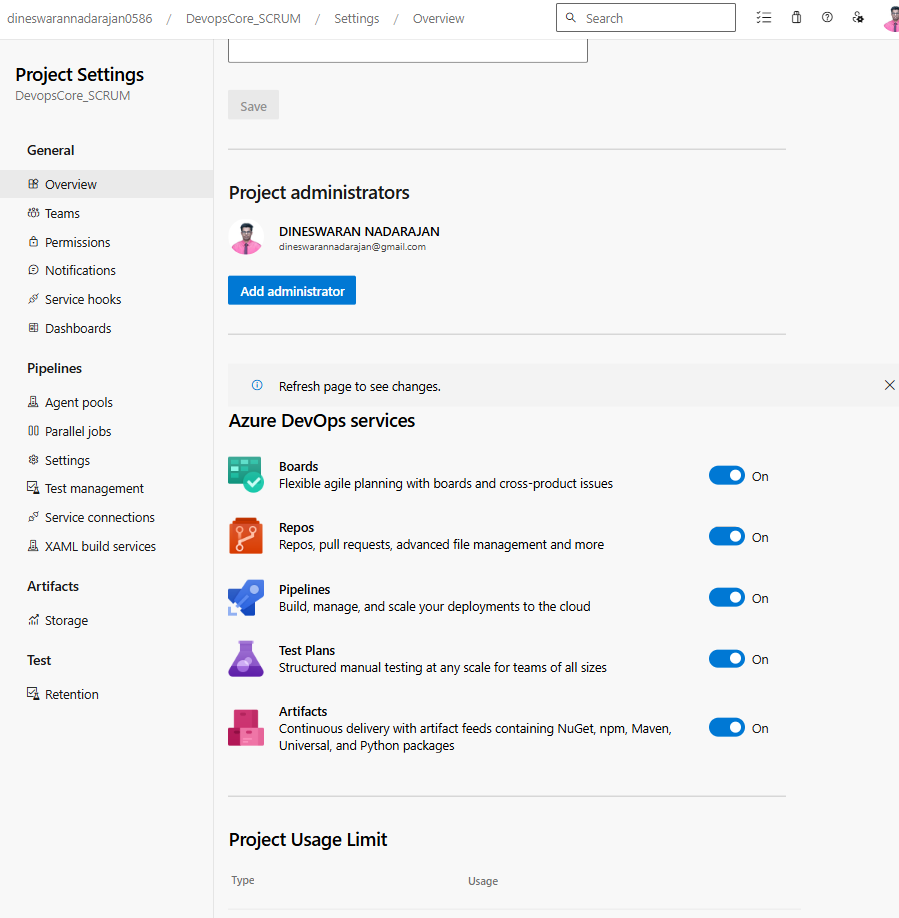 dineswarannadarajan0586 / DevopsCore_SCRUM / Settings / Overview
Search
Project Settings
DevopsCore_SCRUM
General
Overview
Teams
Permissions
Notifications
Service hooks
Dashboards
Pipelines
Agent pools
Parallel jobs
Settings
Test management
Service connections
XAML build services
Artifacts
Storage
Test
Retention
Save
Project administrators
DINESWARAN NADARAJAN
dineswarannadarajan@gmail.com
Add administrator
Refresh page to see changes.
Azure DevOps services
Boards
Flexible agile planning with boards and cross-product issues
On
Repos
Repos, pull requests, advanced file management and more
On
Pipelines
Build, manage, and scale your deployments to the cloud
On
Test Plans
Structured manual testing at any scale for teams of all sizes
On
Artifacts
Continuous delivery with artifact feeds containing NuGet, npm, Maven,
Universal, and Python packages
On
Project Usage Limit
Type Usage